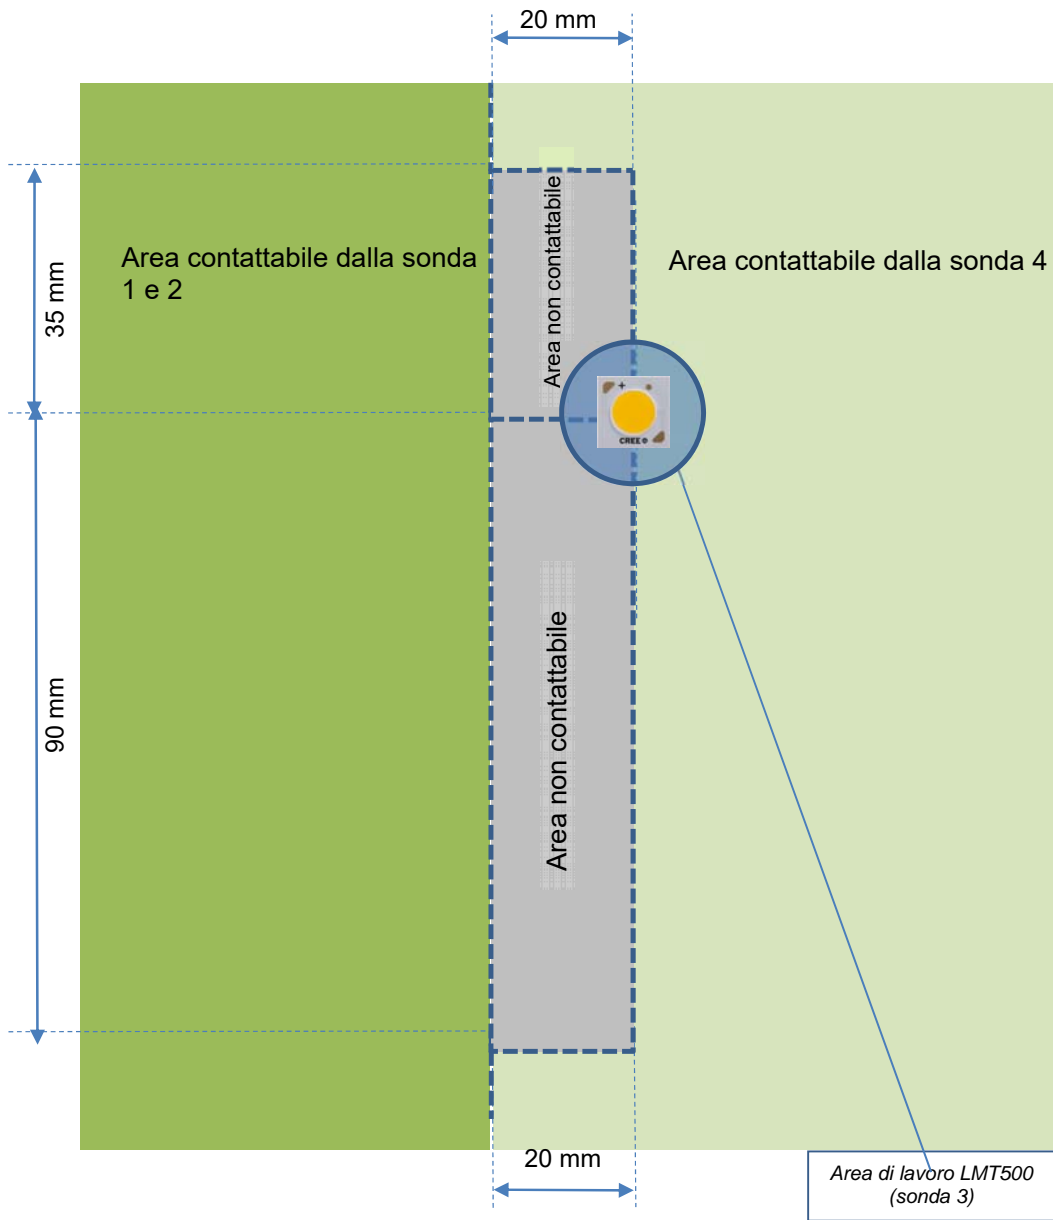 20 mm
Area contattabile dalla sonda
1 e 2
35 mm
Area non contattabile
Area contattabile dalla sonda 4
+
CREE
90 mm
Area non contattabile
20 mm
Area di lavoro LMT500
(sonda 3)